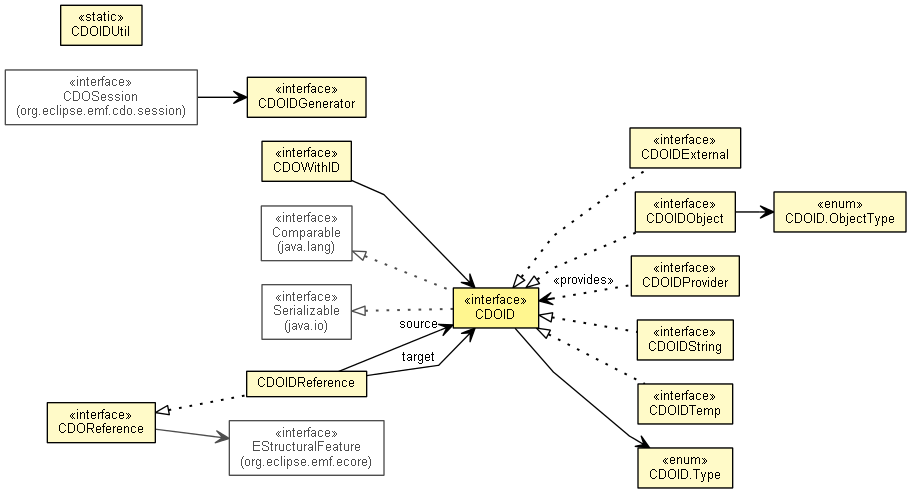 «static»
CDOIDUtil
«interface»
CDOSession
(org.eclipse.emf.cdo.session)
«interface»
CDOIDGenerator
«interface»
CDOWithID
«interface»
Comparable
(java.lang)
«interface»
Serializable
(java.io)
«interface»
CDOIDExternal
«interface»
CDOIDObject
«enum»
CDOID.ObjectType
«provides»
«interface»
CDOIDProvider
«interface»
CDOID
source
target
«interface»
CDOIDString
CDOIDReference
«interface»
CDOIDTemp
«interface»
CDOReference
«interface»
EStructuralFeature
(org.eclipse.emf.ecore)
«enum»
CDOID.Type